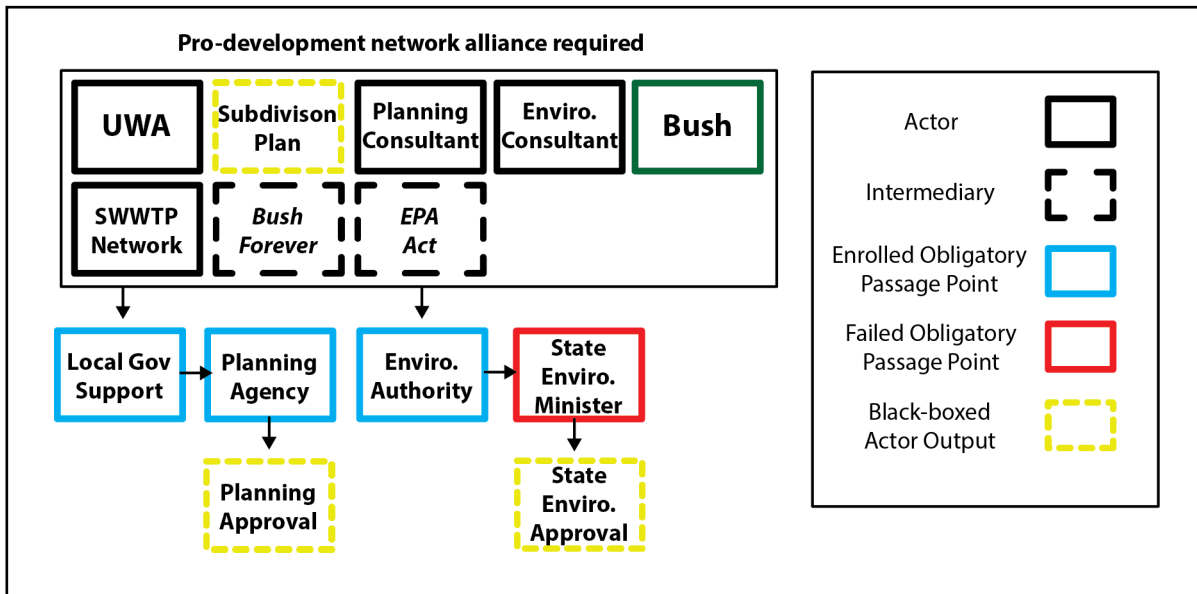 Pro-development network alliance required
UWA
Subdivison
Plan
Planning
Consultant
Enviro.
Consultant
Bush
SWWTP
Network
Bush
Forever
EPA
Act
Local Gov
Support
Planning
Agency
Enviro.
Authority
State
Enviro.
Minister
Planning
Approval
State
Enviro.
Approval
Actor
Intermediary
Enrolled Obligatory
Passage Point
Failed Obligatory
Passage Point
Black-boxed
Actor Output